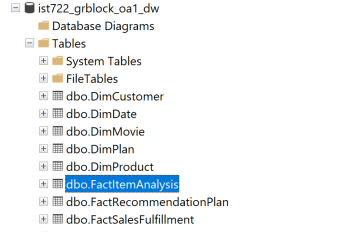 ist722_grblock_oa1_dw
Database Diagrams
Tables
System Tables
FileTables
dbo.DimCustomer
dbo.DimDate
dbo.DimMovie
dbo.DimPlan
dbo.DimProduct
dbo.FactItemAnalysis
dbo.FactRecommendationPlan
dbo.FactSalesFulfillment